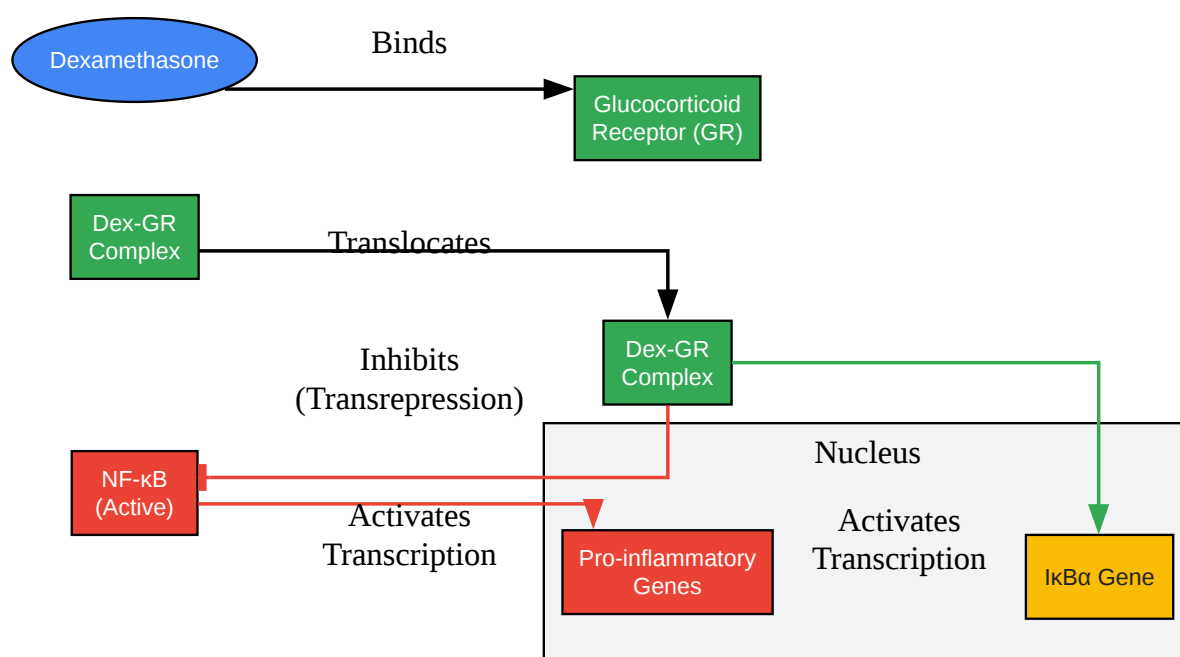 Binds
Dexamethasone
Glucocorticoid
Receptor (GR)
Dex-GR
Complex
Translocates
Dex-GR
Complex
Inhibits
(Transrepression)
Nucleus
NF-κB
(Active)
Activates
Transcription
Activates
Transcription
Pro-inflammatory
Genes
IκBα Gene